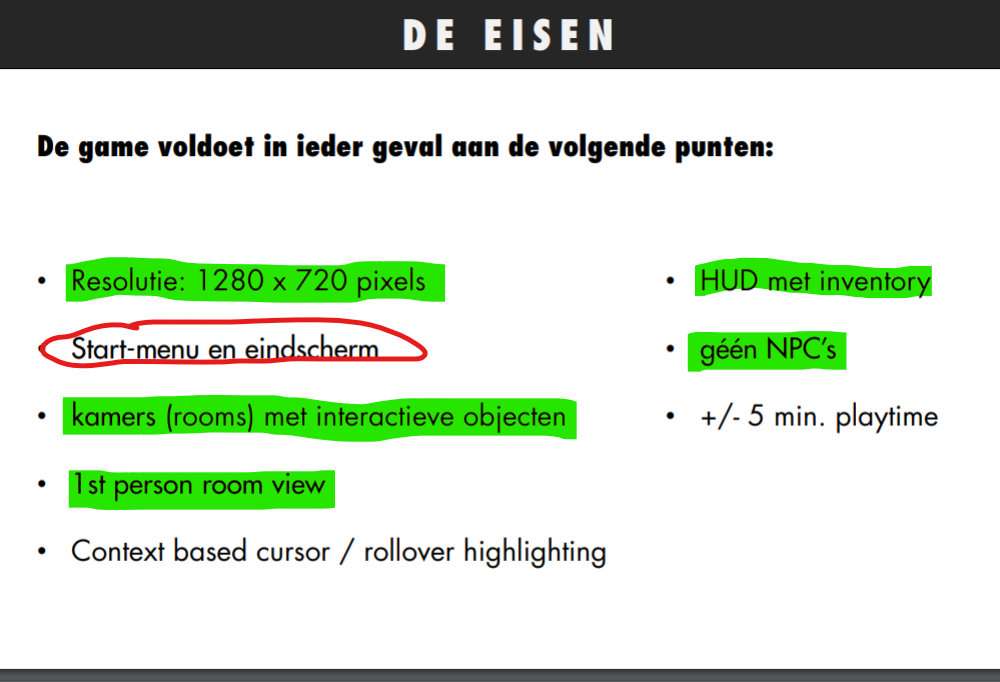 DE EISEN
De game voldoet in ieder geval aan de volgende punten:
• Resolutie: 1280 x 720 pixels
• Start-menu en eindscherm
• kamers (rooms) met interactieve objecten
• 1st person room view
• Context based cursor / rollover highlighting
• HUD met inventory
• géén NPC’s
• +/- 5 min. playtime